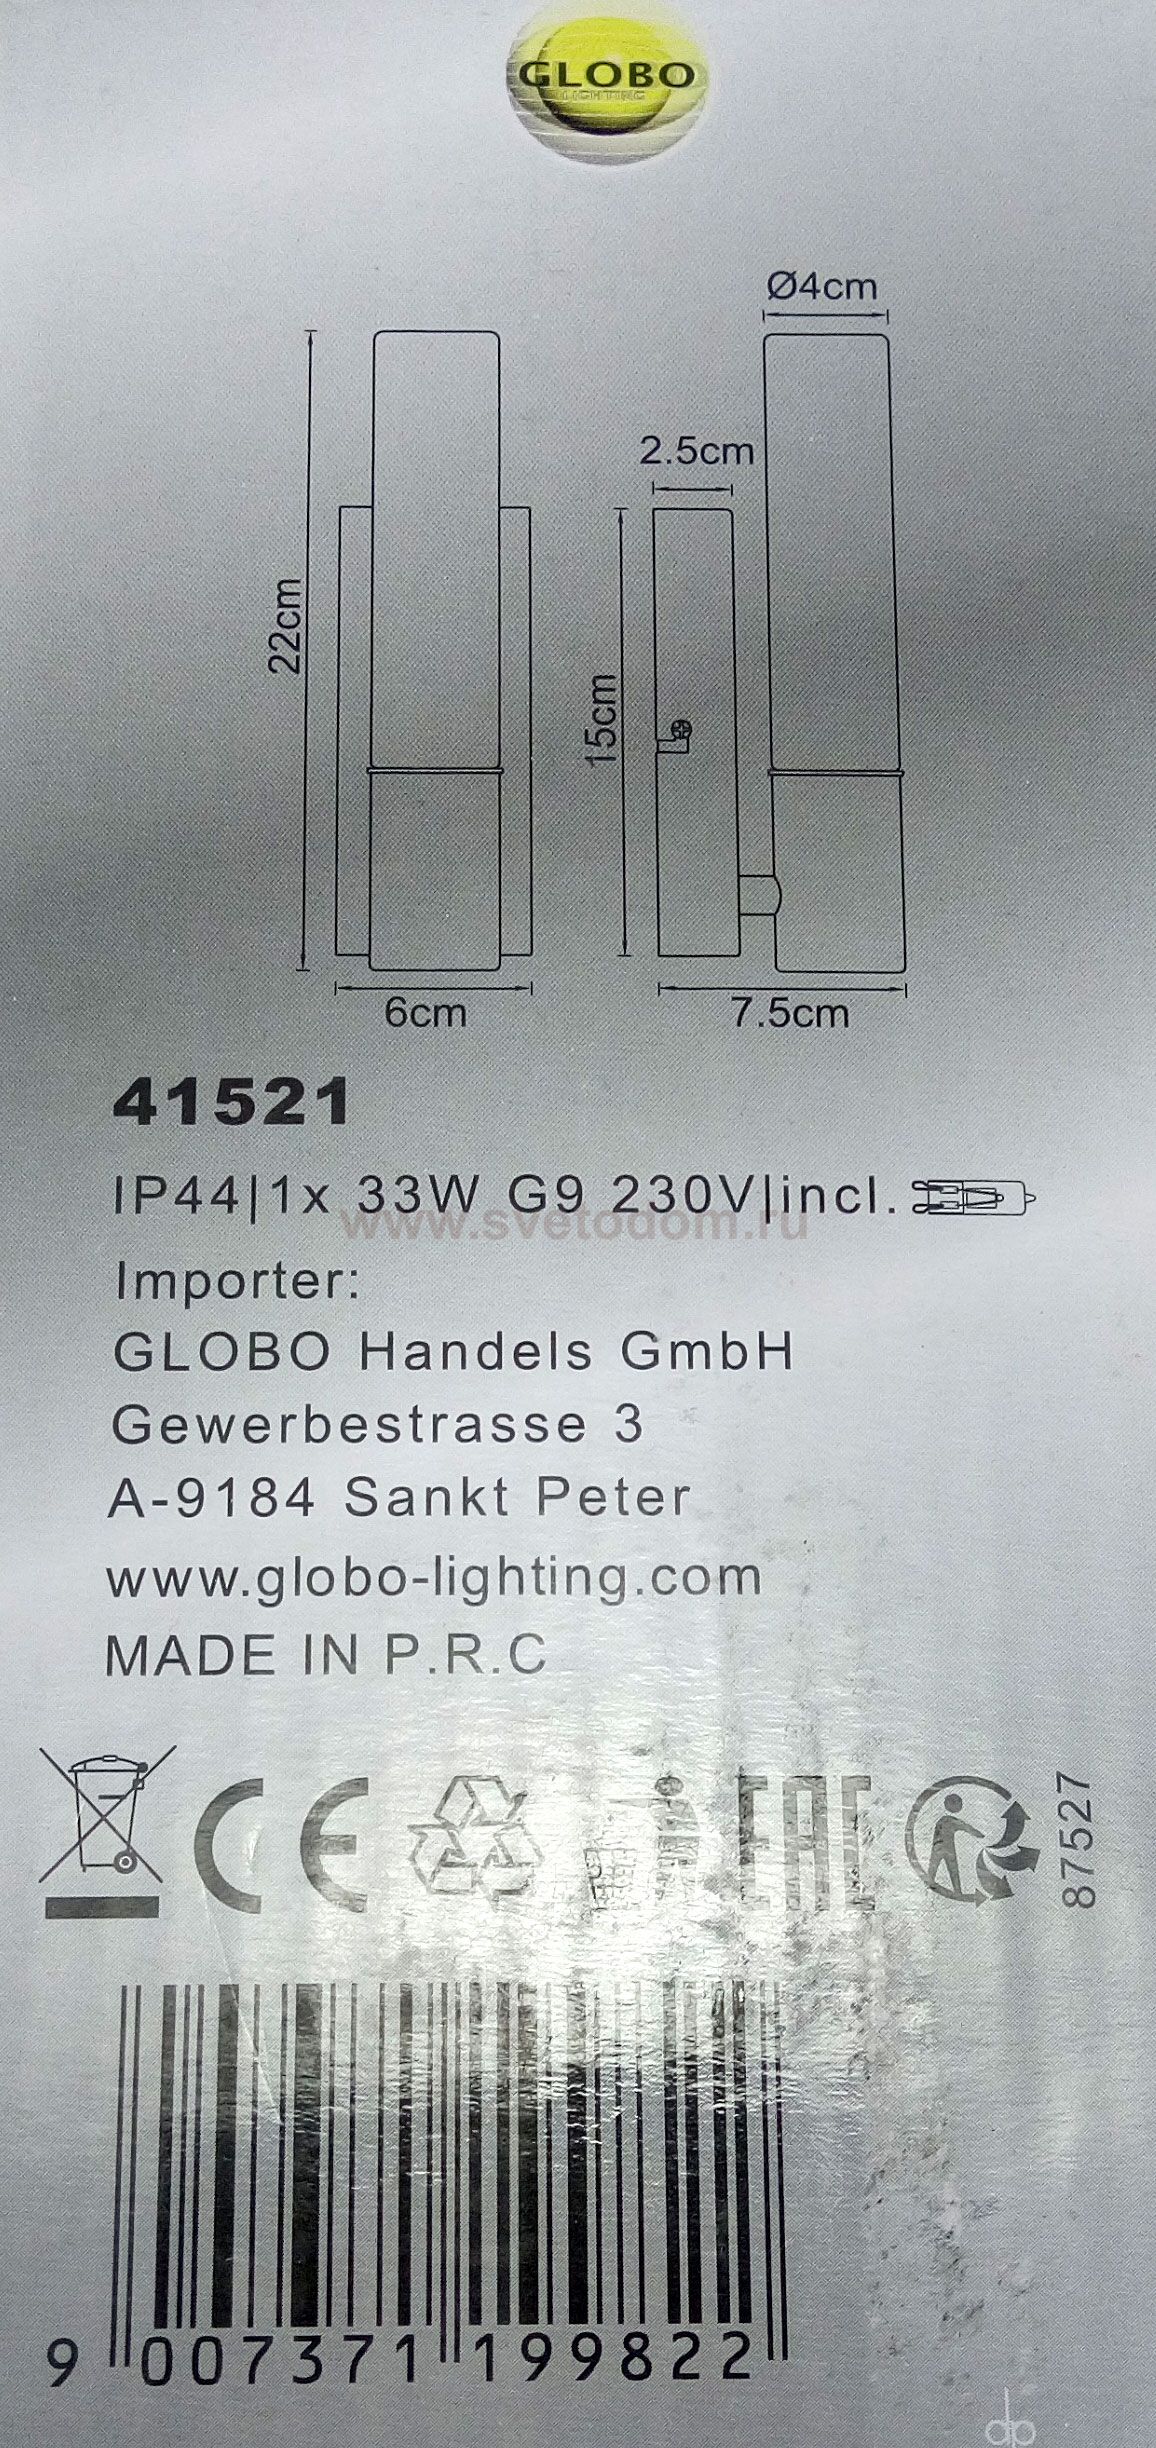 GLOBO
LIGHTING
Ø4cm
2.5cm
22cm
15cm
6cm
7.5cm
41521
IP44|1x 33W G9 230V|incl.
www.svetodom.ru
Importer:
GLOBO Handels GmbH
Gewerbestrasse 3
A-9184 Sankt Peter
www.globo-lighting.com
MADE IN P.R.C
CE
EAC
87527
9 007371 199822
dp